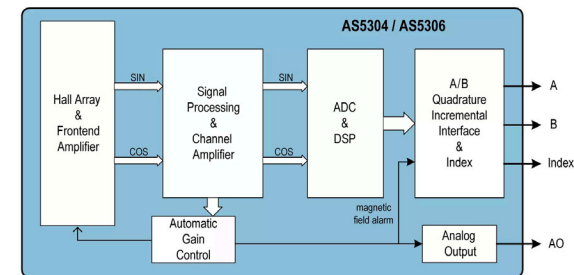 AS5304 / AS5306
Hall Array
&
Frontend
Amplifier
SIN
COS
Signal
Processing
&
Channel
Amplifier
SIN
COS
ADC
&
DSP
A/B
Quadrature
Incremental
Interface
&
Index
A
B
Index
magnetic
field alarm
Automatic
Gain
Control
Analog
Output
AO